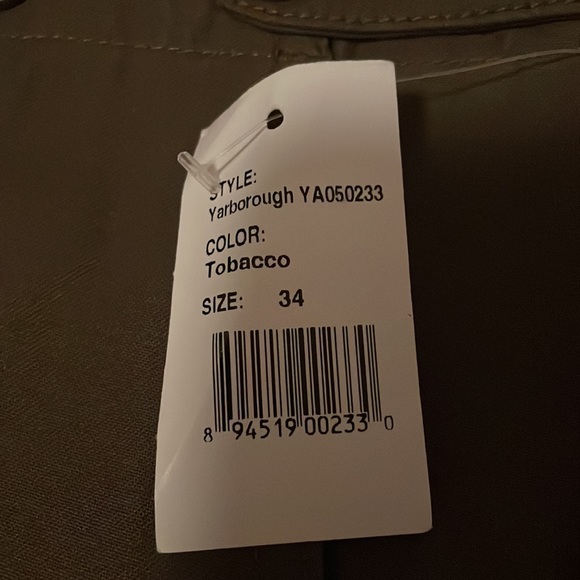 STYLE:
Yarborough YA050233
COLOR:
Tobacco
SIZE: 34
8 94519 00233 0